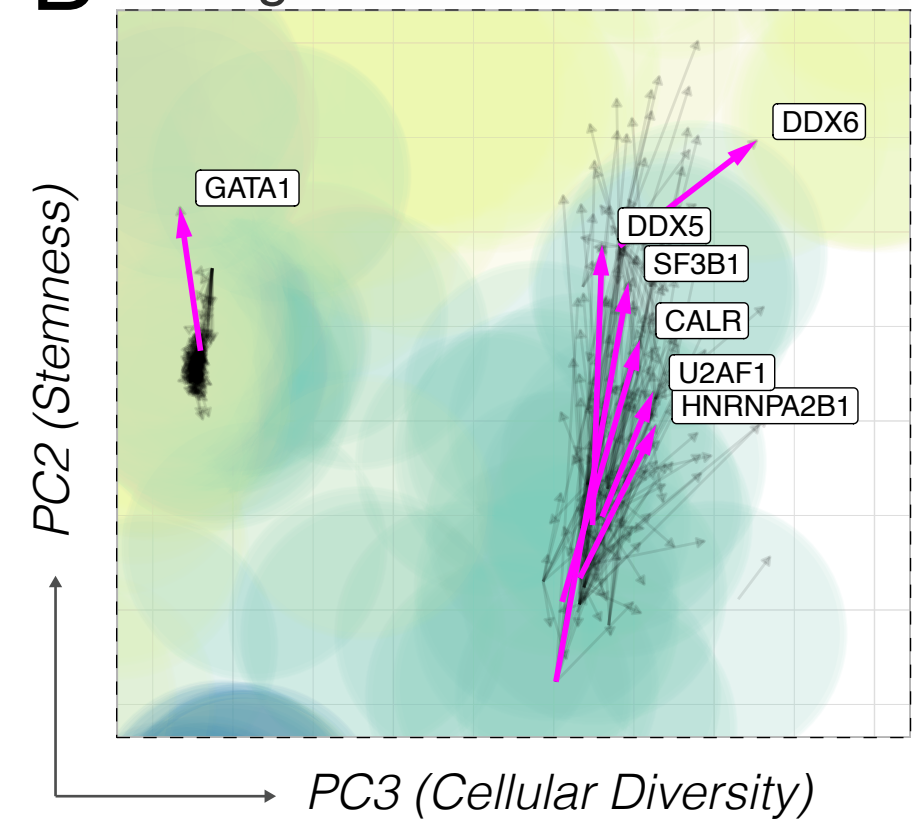 DDX6
GATA1
DDX5
SF3B1
CALR
U2AF1
HNRNPA2B1
PC2 (Stemness)
PC3 (Cellular Diversity)